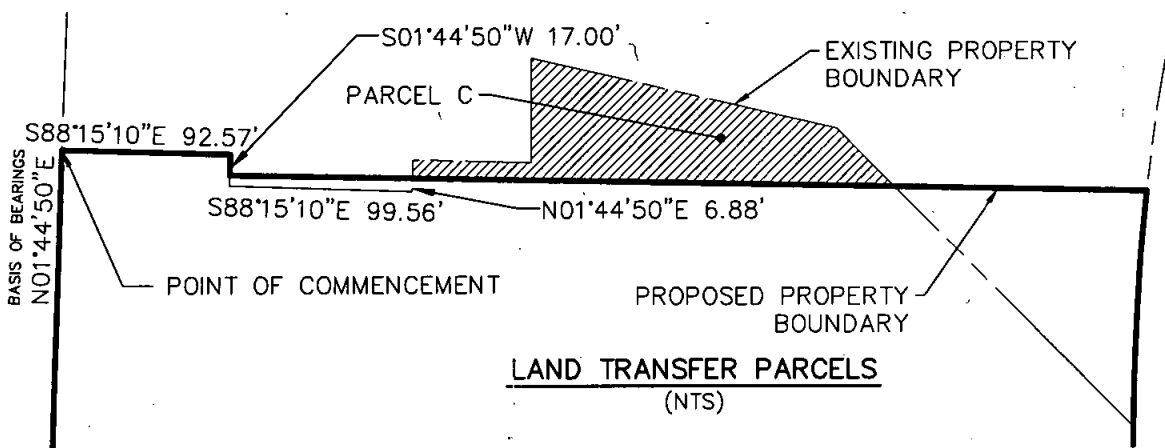 S01°44'50"W 17.00'
EXISTING PROPERTY
BOUNDARY
PARCEL C
S88°15'10"E 92.57'
BASIS OF BEARINGS
N01°44'50"E
S88°15'10"E 99.56'
N01°44'50"E 6.88'
POINT OF COMMENCEMENT
PROPOSED PROPERTY
BOUNDARY
LAND TRANSFER PARCELS
(NTS)